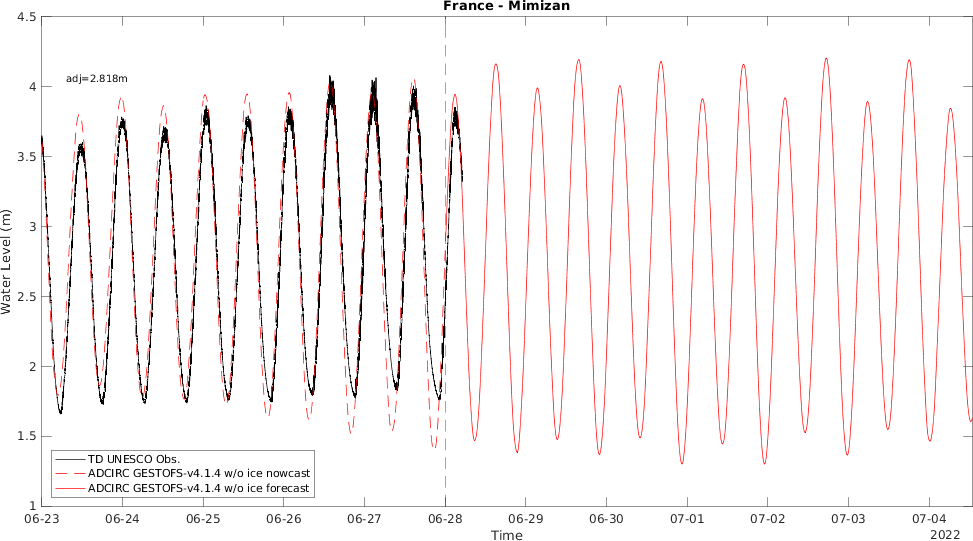 France - Mimizan
4.5
adj=2.818m
4
3.5
3
2.5
2
1.5
1
Water Level (m)
TD UNESCO Obs.
ADCIRC GESTOFS-v4.1.4 w/o ice nowcast
ADCIRC GESTOFS-v4.1.4 w/o ice forecast
06-23 06-24 06-25 06-26 06-27 06-28 06-29 06-30 07-01 07-02 07-03 07-04
Time
2022